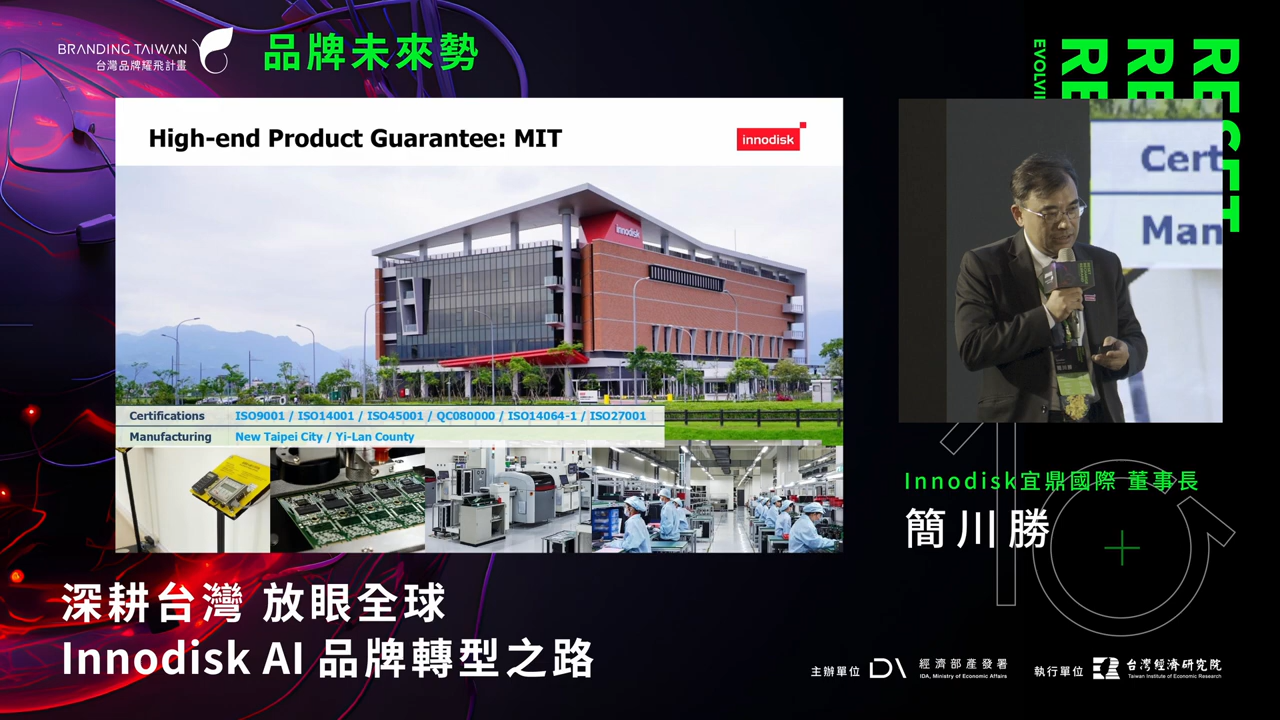 BRANDING TAIWAN
台灣品牌耀飛計畫
品牌未來勢
High-end Product Guarantee: MIT
innodisk
innodisk
Certifications ISO9001 / ISO14001 / ISO45001 / QC080000 / ISO14064-1 / ISO27001
Manufacturing New Taipei City / Yi-Lan County
Cert
Man
Innodisk宜鼎國際 董事長
簡川勝
深耕台灣 放眼全球
Innodisk AI 品牌轉型之路
主辦單位
經濟部產發署
IDA, Ministry of Economic Affairs
執行單位
台灣經濟研究院
Taiwan Institute of Economic Research